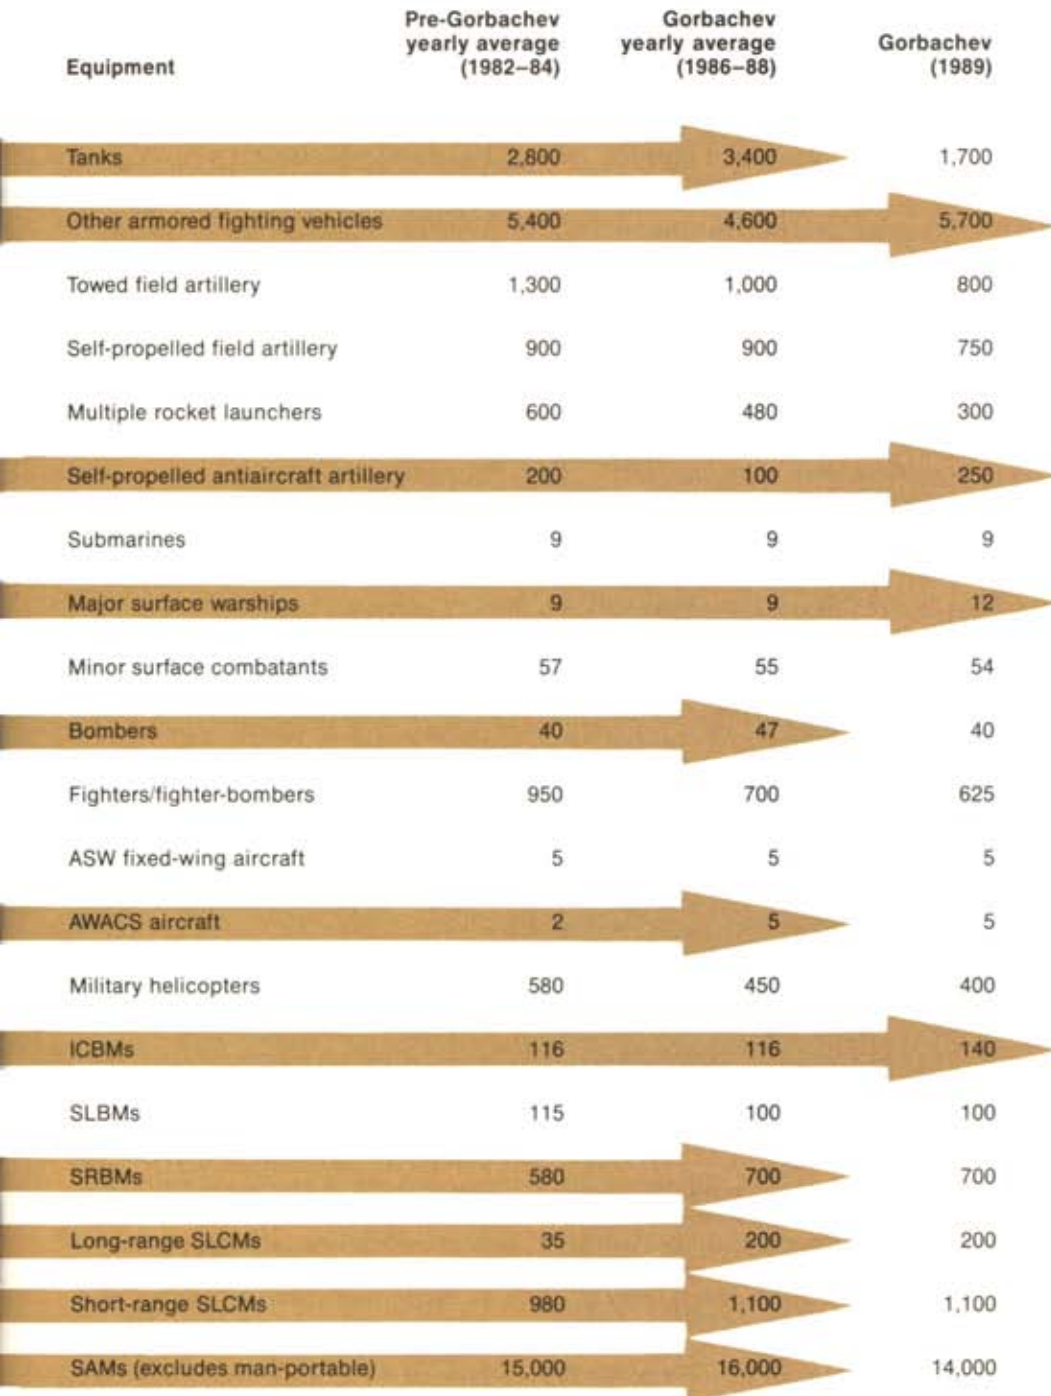 Pre-Gorbachev Gorbachev
yearly average yearly average Gorbachev
Equipment (1982–84) (1986–88) (1989)
Tanks 2,800 3,400 1,700
Other armored fighting vehicles 5,400 4,600 5,700
Towed field artillery 1,300 1,000 800
Self-propelled field artillery 900 900 750
Multiple rocket launchers 600 480 300
Self-propelled antiaircraft artillery 200 100 250
Submarines 9 9 9
Major surface warships 9 9 12
Minor surface combatants 57 55 54
Bombers 40 47 40
Fighters/fighter-bombers 950 700 625
ASW fixed-wing aircraft 5 5 5
AWACS aircraft 2 5 5
Military helicopters 580 450 400
ICBMs 116 116 140
SLBMs 115 100 100
SRBMs 580 700 700
Long-range SLCMs 35 200 200
Short-range SLCMs 980 1,100 1,100
SAMs (excludes man-portable) 15,000 16,000 14,000